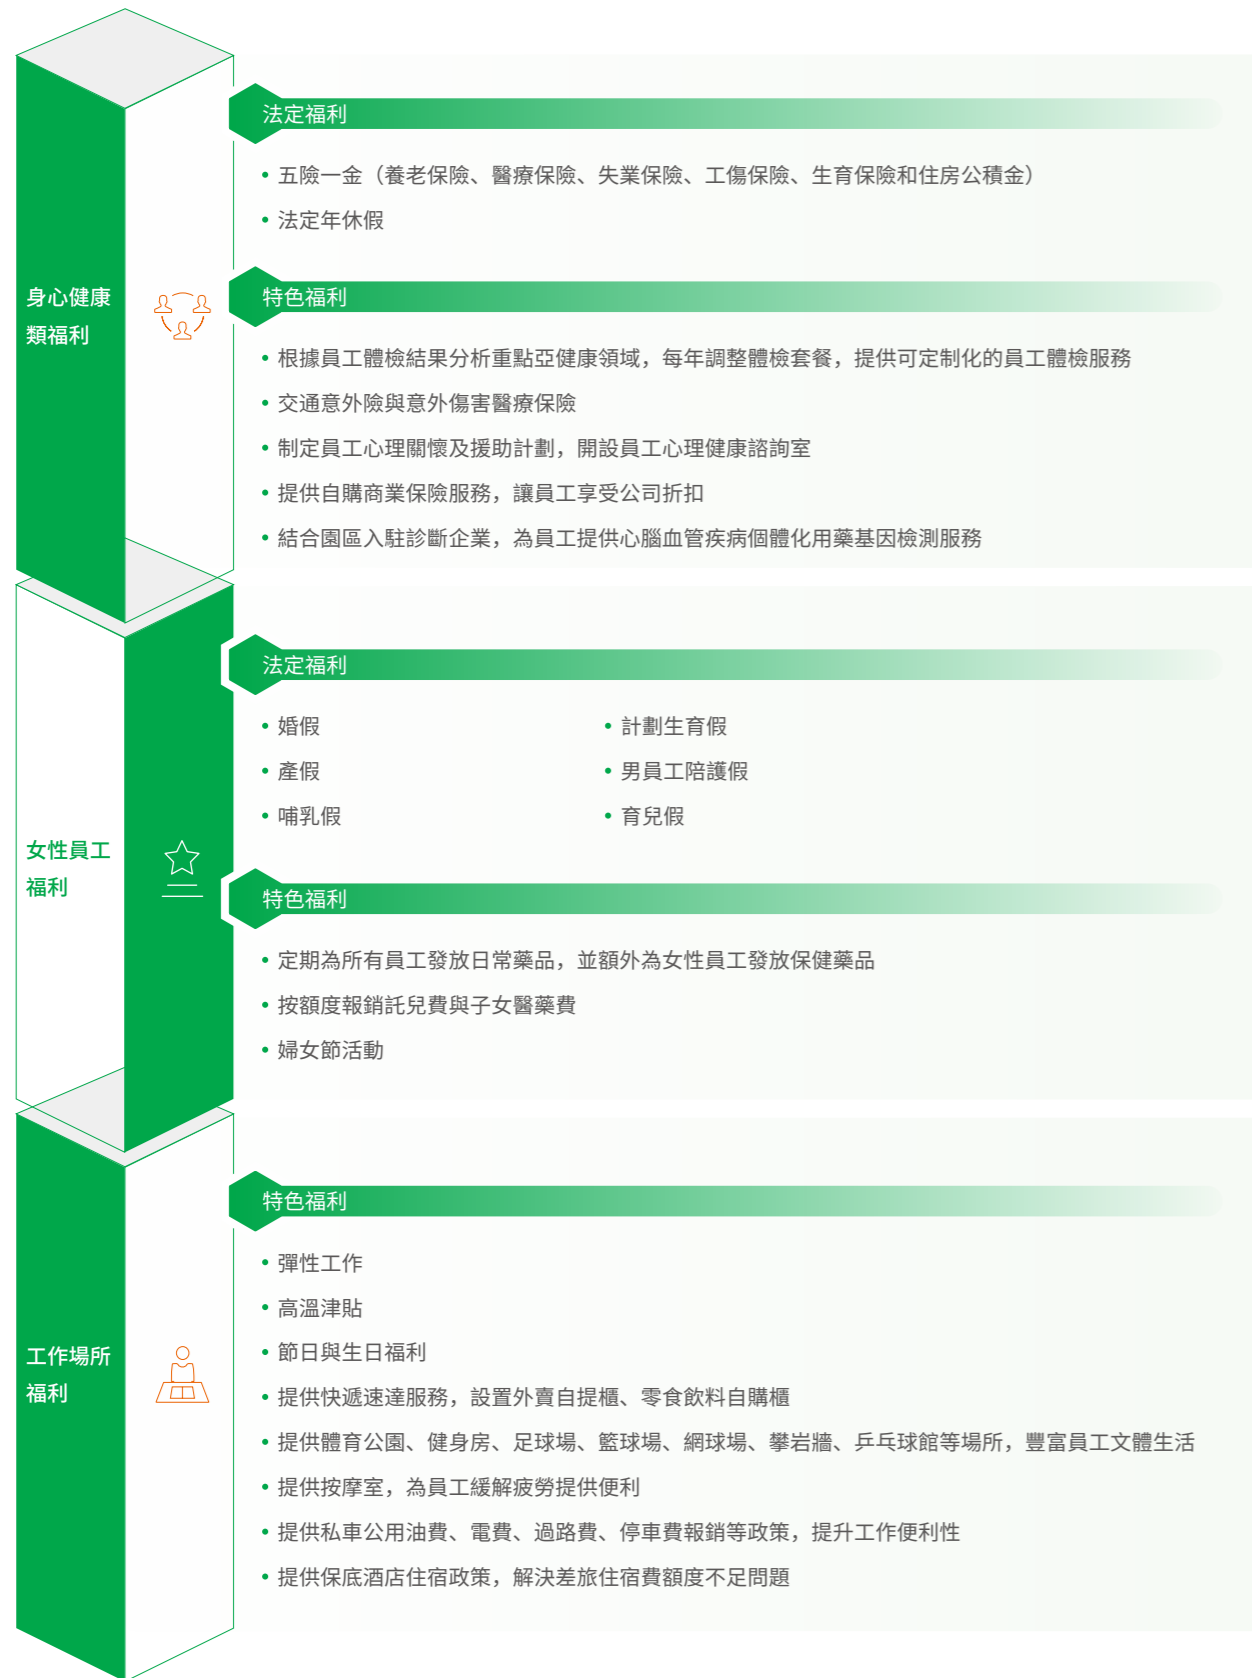 身心健康
類福利
法定福利
• 五險一金（養老保險、醫療保險、失業保險、工傷保險、生育保險和住房公積金）
• 法定年休假
特色福利
• 根據員工體檢結果分析重點亞健康領域，每年調整體檢套餐，提供可定制化的員工體檢服務
• 交通意外險與意外傷害醫療保險
• 制定員工心理關懷及援助計劃，開設員工心理健康諮詢室
• 提供自購商業保險服務，讓員工享受公司折扣
• 結合園區入駐診斷企業，為員工提供心腦血管疾病個體化用藥基因檢測服務
女性員工
福利
法定福利
• 婚假
• 產假
• 哺乳假
• 計劃生育假
• 男員工陪護假
• 育兒假
特色福利
• 定期為所有員工發放日常藥品，並額外為女性員工發放保健藥品
• 按額度報銷託兒費與子女醫藥費
• 婦女節活動
工作場所
福利
特色福利
• 彈性工作
• 高溫津貼
• 節日與生日福利
• 提供快遞速達服務，設置外賣自提櫃、零食飲料自購櫃
• 提供體育公園、健身房、足球場、籃球場、網球場、攀岩牆、乒乓球館等場所，豐富員工文體生活
• 提供按摩室，為員工緩解疲勞提供便利
• 提供私車公用油費、電費、過路費、停車費報銷等政策，提升工作便利性
• 提供保底酒店住宿政策，解決差旅住宿費額度不足問題